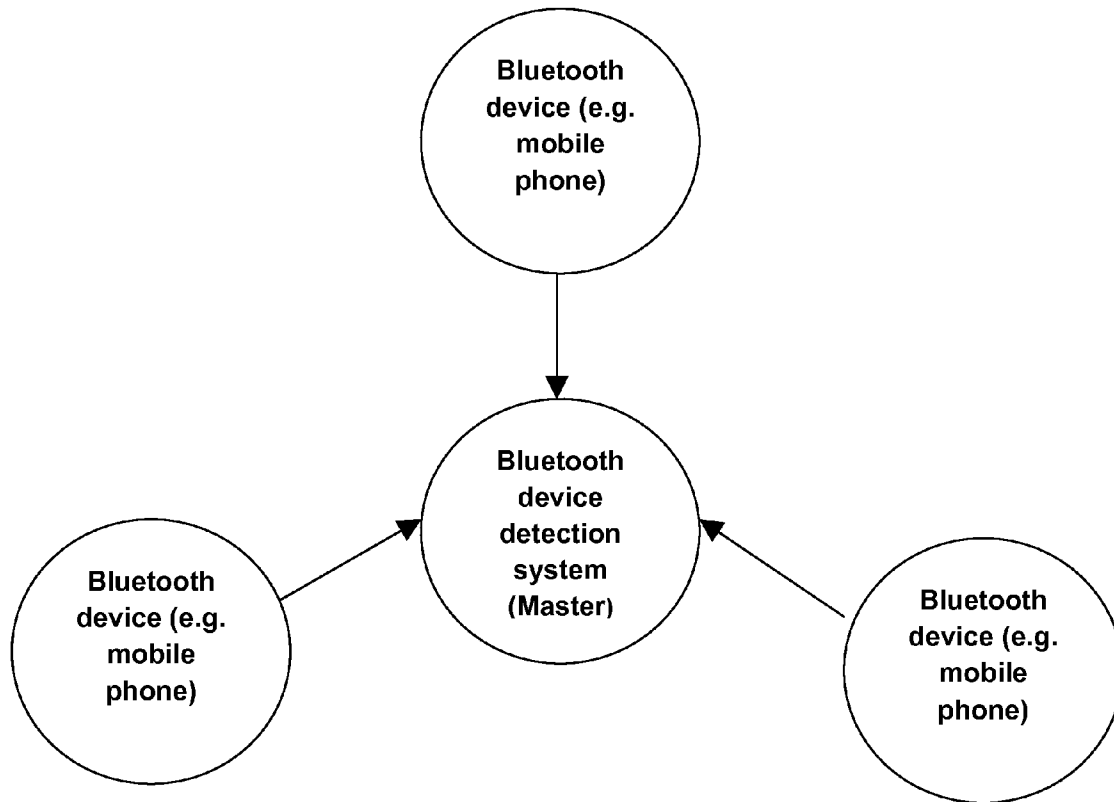 Bluetooth
device (e.g.
mobile
phone)
Bluetooth
device
detection
system
(Master)
Bluetooth
device (e.g.
mobile
phone)
Bluetooth
device (e.g.
mobile
phone)